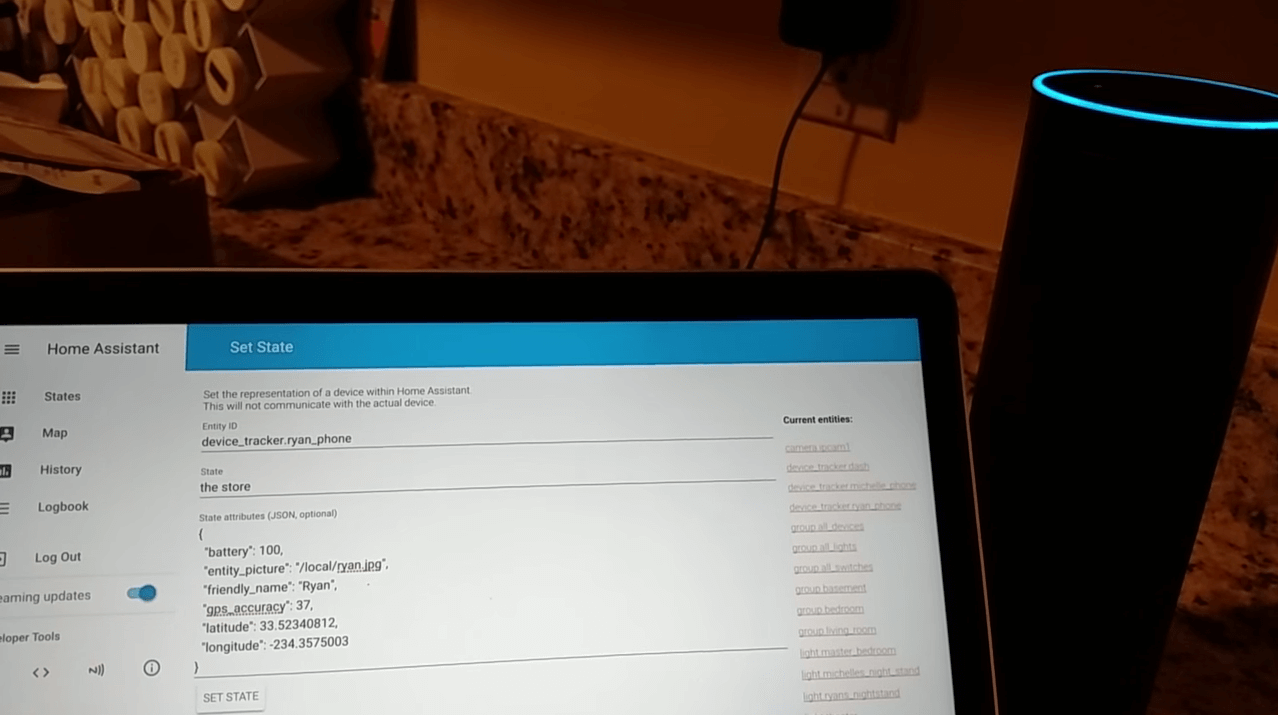 Home Assistant
Set State
States
Map
History
Logbook
Log Out
eaming updates
eloper Tools
Set the representation of a device within Home Assistant.
This will not communicate with the actual device.
Entity ID
device_tracker.ryan_phone
State
the store
State attributes (JSON, optional)
{
"battery": 100,
"entity_picture": "/local/ryan.jpg",
"friendly_name": "Ryan",
"gps_accuracy": 37,
"latitude": 33.52340812,
"longitude": -234.3575003
}
SET STATE
Current entities:
camera.ipcam1
device_tracker.dash
device_tracker.michelle_phone
device_tracker.ryan_phone
group.all_devices
group.all_lights
group.all_switches
group.basement
group.bedroom
group.living_room
light.master_bedroom
light.michelles_night_stand
light.ryans_nightstand